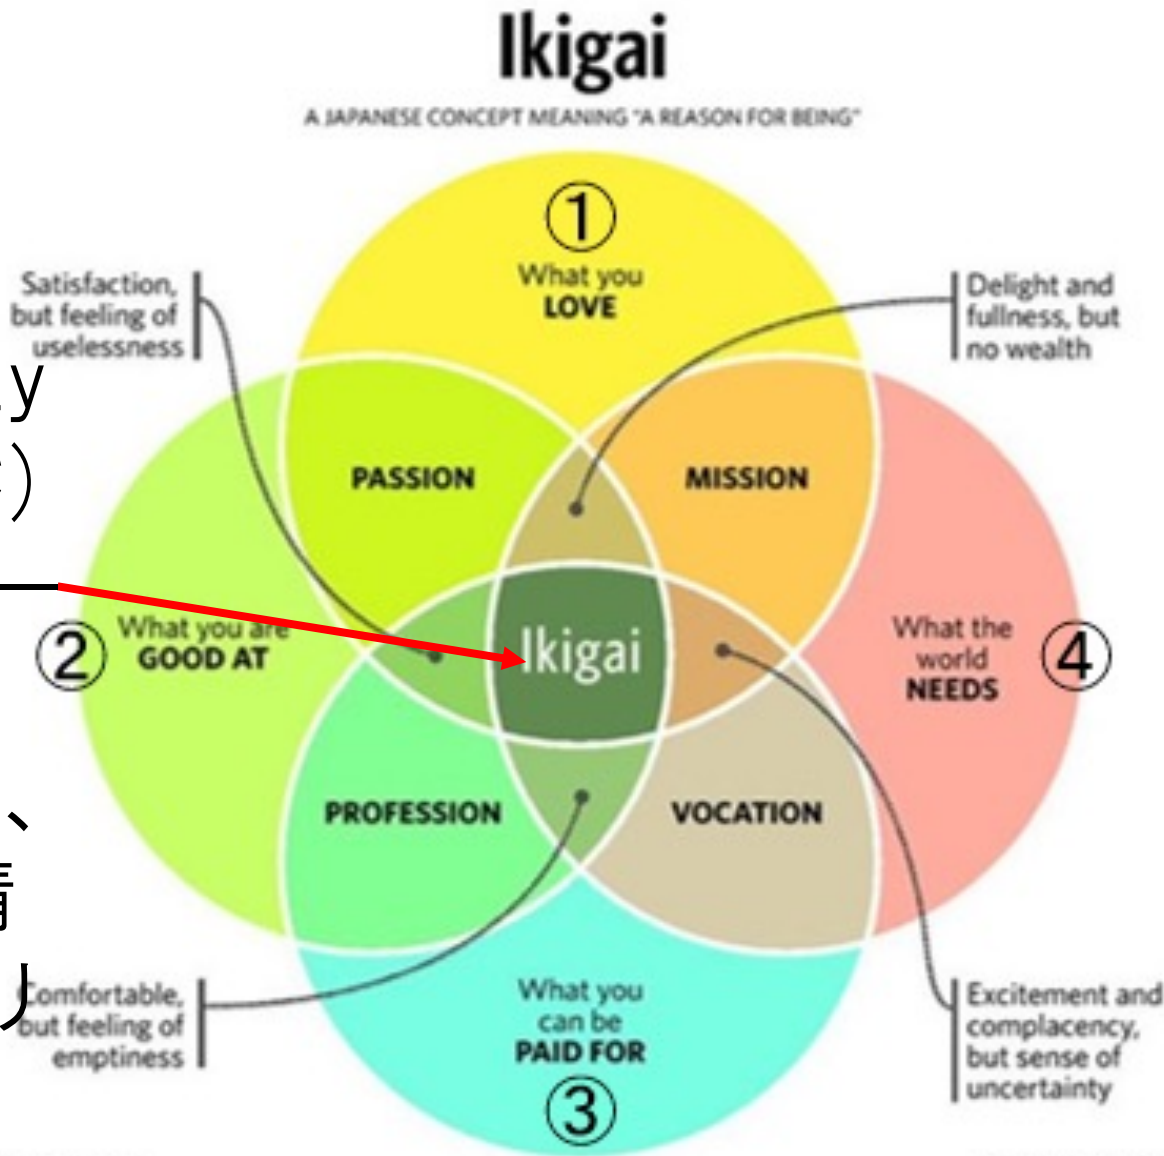 Ikigai
A JAPANESE CONCEPT MEANING "A REASON FOR BEING"
①
What you
LOVE
Satisfaction,
but feeling of
uselessness
Delight and
fullness, but
no wealth
y
)
PASSION
MISSION
②
What you are
GOOD AT
Ikigai
What the
world
NEEDS
④
、
PROFESSION
VOCATION
情
り
Comfortable,
but feeling of
emptiness
What you
can be
PAID FOR
③
Excitement and
complacency,
but sense of
uncertainty